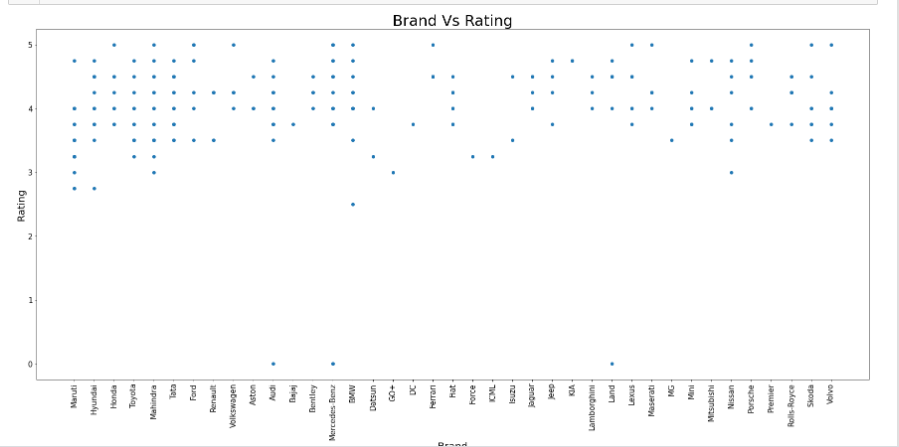 Brand Vs Rating
5
4
3
2
1
0
Rating
Maruti
Hyundai
Honda
Toyota
Mahindra
Tata
Ford
Renault
Volkswagen
Aston
Audi
Bajaj
Bentley
Mercedes-Benz
BMW
Datsun
GO+
DC
Ferrari
Fiat
Force
ICML
Isuzu
Jaguar
Jeep
KIA
Lamborghini
Land
Lexus
Maserati
MG
Mini
Mitsubishi
Nissan
Porsche
Premier
Rolls-Royce
Skoda
Volvo
Brand